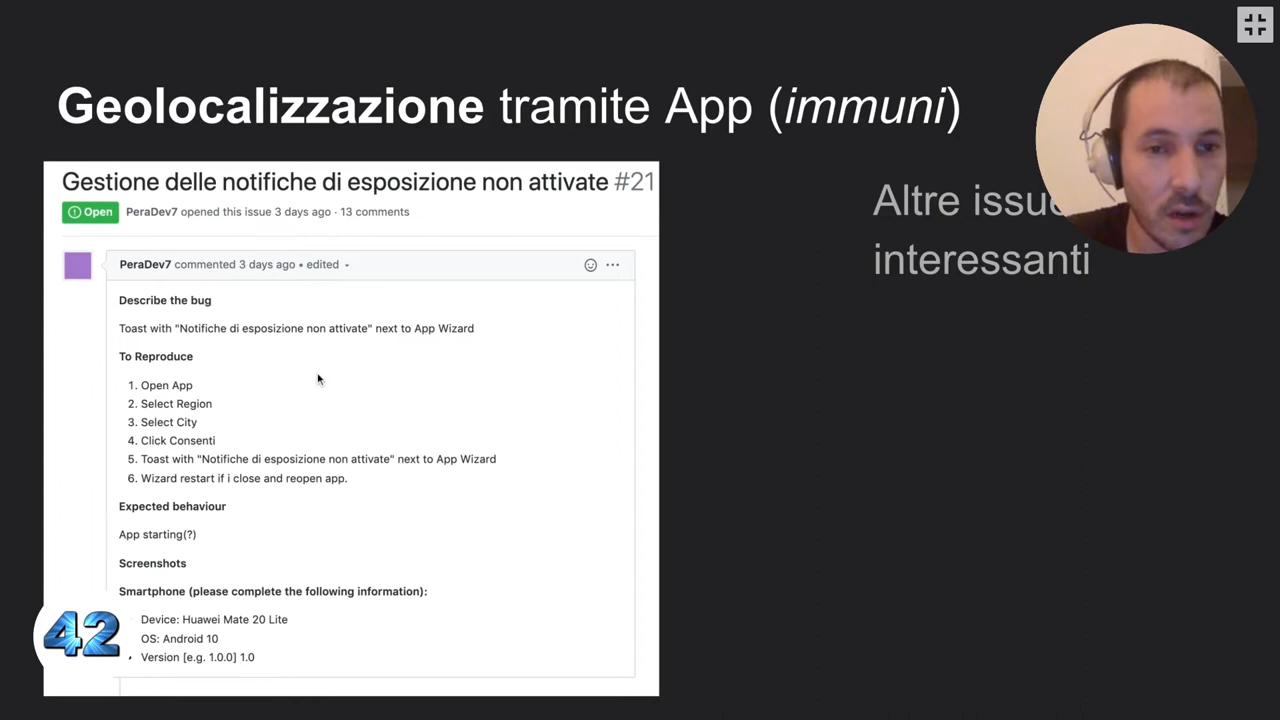 Geolocalizzazione tramite App (immuni)
Gestione delle notifiche di esposizione non attivate #21
Open PeraDev7 opened this issue 3 days ago · 13 comments
PeraDev7 commented 3 days ago • edited
Describe the bug
Toast with "Notifiche di esposizione non attivate" next to App Wizard
To Reproduce
1. Open App
2. Select Region
3. Select City
4. Click Consenti
5. Toast with "Notifiche di esposizione non attivate" next to App Wizard
6. Wizard restart if i close and reopen app.
Expected behaviour
App starting(?)
Screenshots
Smartphone (please complete the following information):
Device: Huawei Mate 20 Lite
OS: Android 10
Version [e.g. 1.0.0] 1.0
42
Altre issue
interessanti